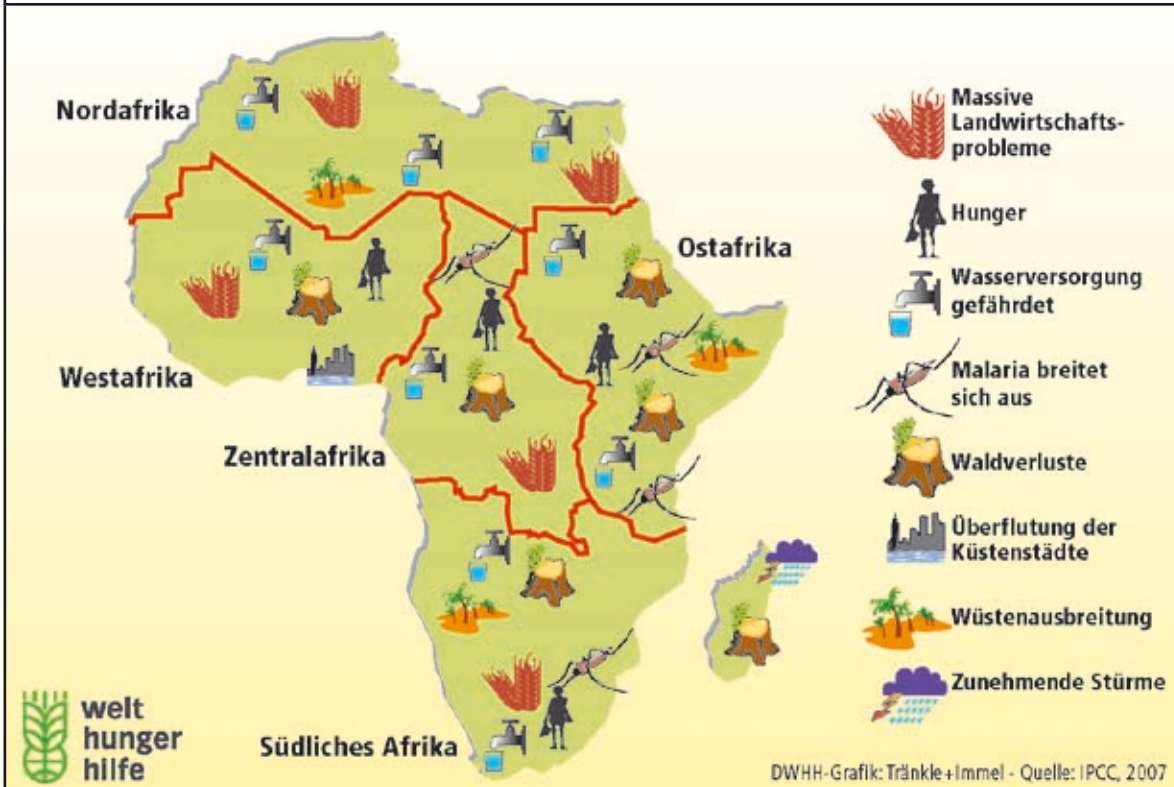 Nordafrika
Ostafrika
Westafrika
Zentralafrika
Südliches Afrika
Massive
Landwirtschafts-
probleme
Hunger
Wasserversorgung
gefährdet
Malaria breitet
sich aus
Waldverluste
Überflutung der
Küstenstädte
Wüstenausbreitung
Zunehmende Stürme
welt
hunger
hilfe
DWHH-Grafik: Tränkle+Immel - Quelle: IPCC, 2007